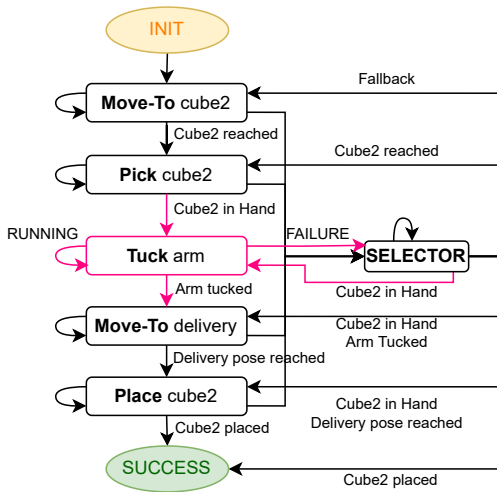 INIT
Fallback
Move-To cube2
Cube2 reached
Cube2 reached
Pick cube2
Cube2 in Hand
RUNNING
FAILURE
Tuck arm
SELECTOR
Arm tucked
Cube2 in Hand
Move-To delivery
Cube2 in Hand
Arm Tucked
Delivery pose reached
Place cube2
Cube2 in Hand
Delivery pose reached
Cube2 placed
SUCCESS
Cube2 placed